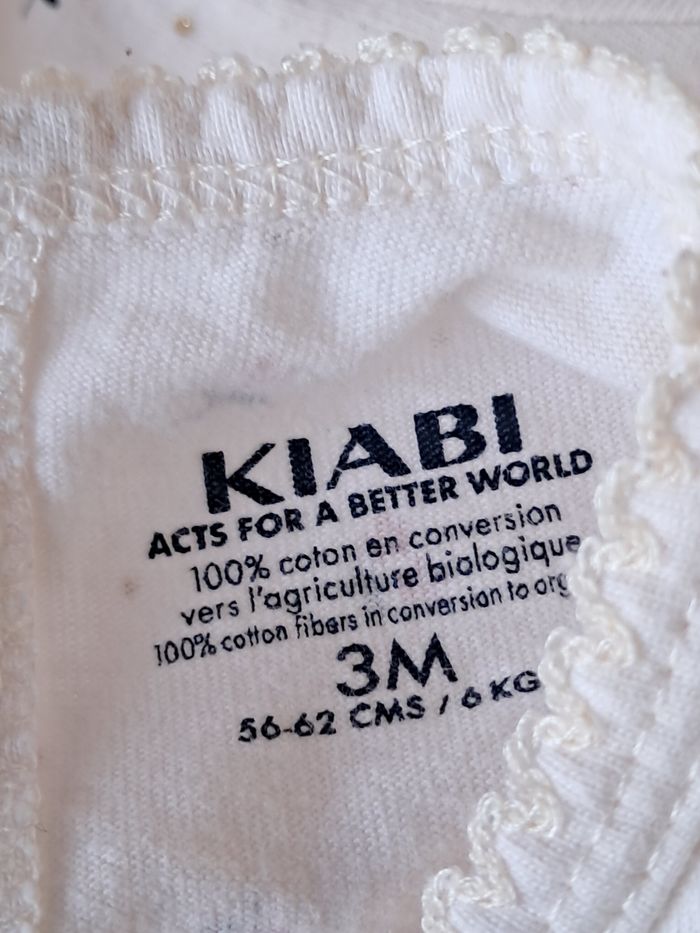 KIABI
ACTS FOR A BETTER WORLD
100% coton en conversion
vers l'agriculture biologique
100% cotton fibers in conversion to
3M
56-62 CMS / 6 KG